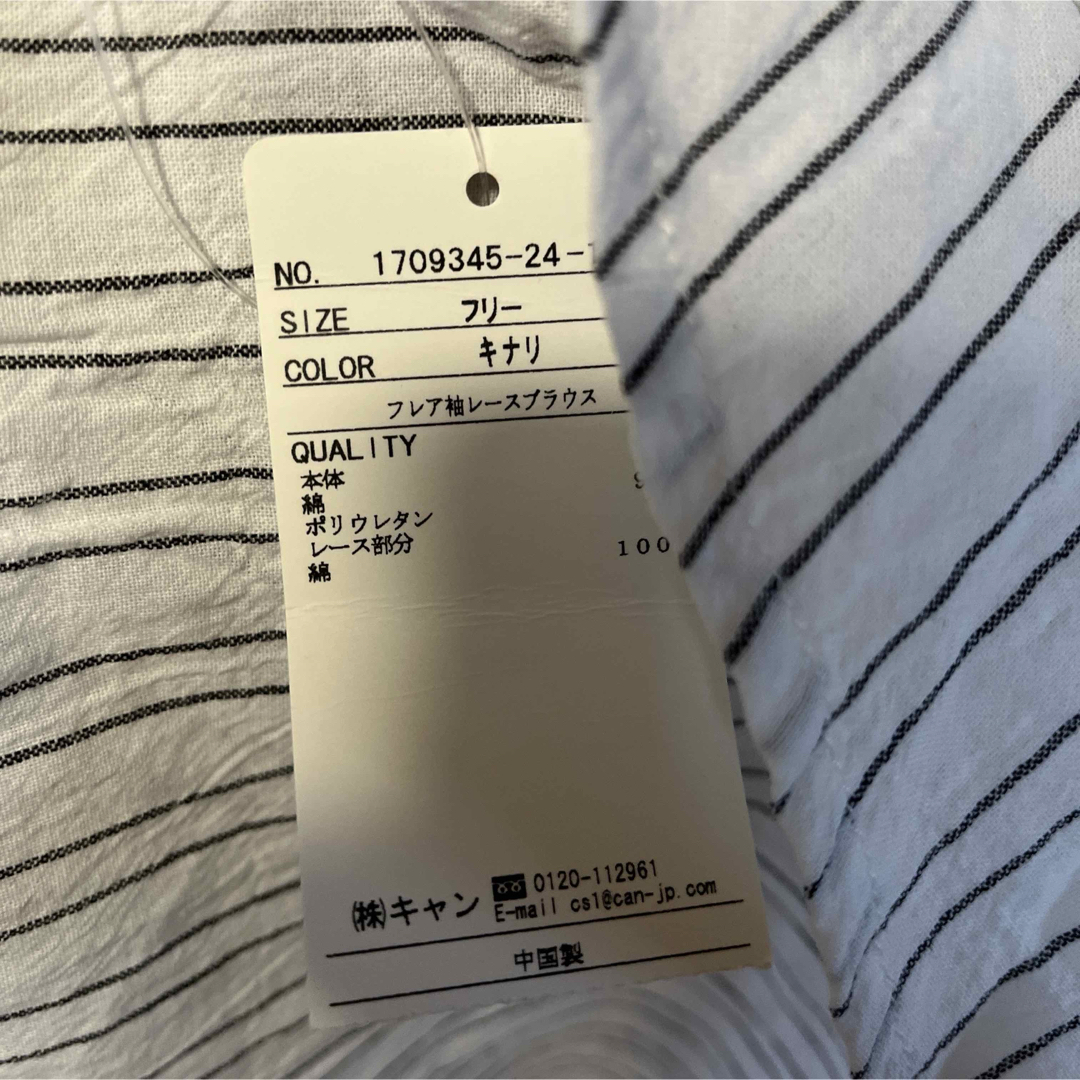 NO. 1709345-24-
SIZE フリー
COLOR キナリ
フレア袖レースブラウス
QUALITY
本体
綿 9
ポリウレタン
レース部分
綿 100
㈱キャン 0120-112961
E-mail cs1@can-jp.com
中国製